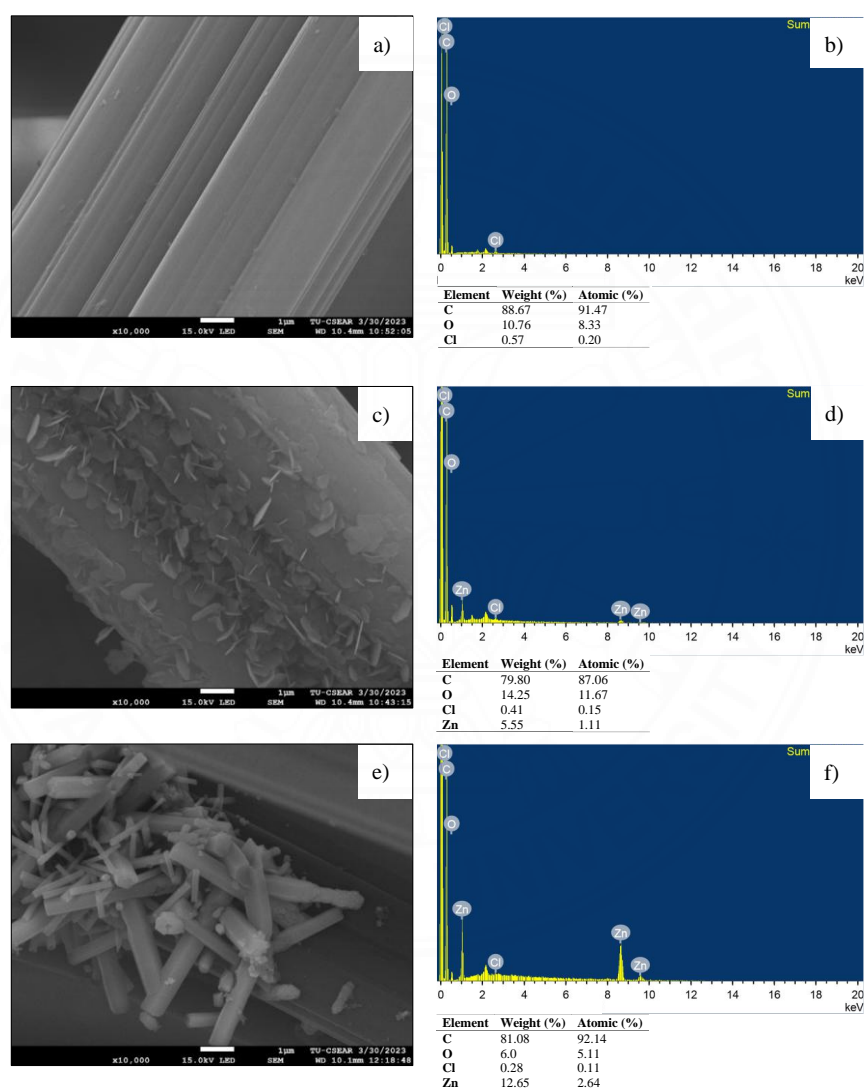 a)
x10,000 15.0kV LED 1μm TU-CSEAR 3/30/2023
SEM WD 10.4mm 10:52:05
b)
Sum
Cl
C
O
Cl
0 2 4 6 8 10 12 14 16 18 20
keV
Element Weight (%) Atomic (%)
C 88.67 91.47
O 10.76 8.33
Cl 0.57 0.20
c)
x10,000 15.0kV LED 1μm TU-CSEAR 3/30/2023
SEM WD 10.4mm 10:43:15
d)
Sum
Cl
C
O
Zn
Cl
Zn
Zn
0 2 4 6 8 10 12 14 16 18 20
keV
Element Weight (%) Atomic (%)
C 79.80 87.06
O 14.25 11.67
Cl 0.41 0.15
Zn 5.55 1.11
e)
x10,000 15.0kV LED 1μm TU-CSEAR 3/30/2023
SEM WD 10.1mm 12:18:48
f)
Sum
Cl
C
O
Zn
Cl
Zn
Zn
0 2 4 6 8 10 12 14 16 18 20
keV
Element Weight (%) Atomic (%)
C 81.08 92.14
O 6.0 5.11
Cl 0.28 0.11
Zn 12.65 2.64